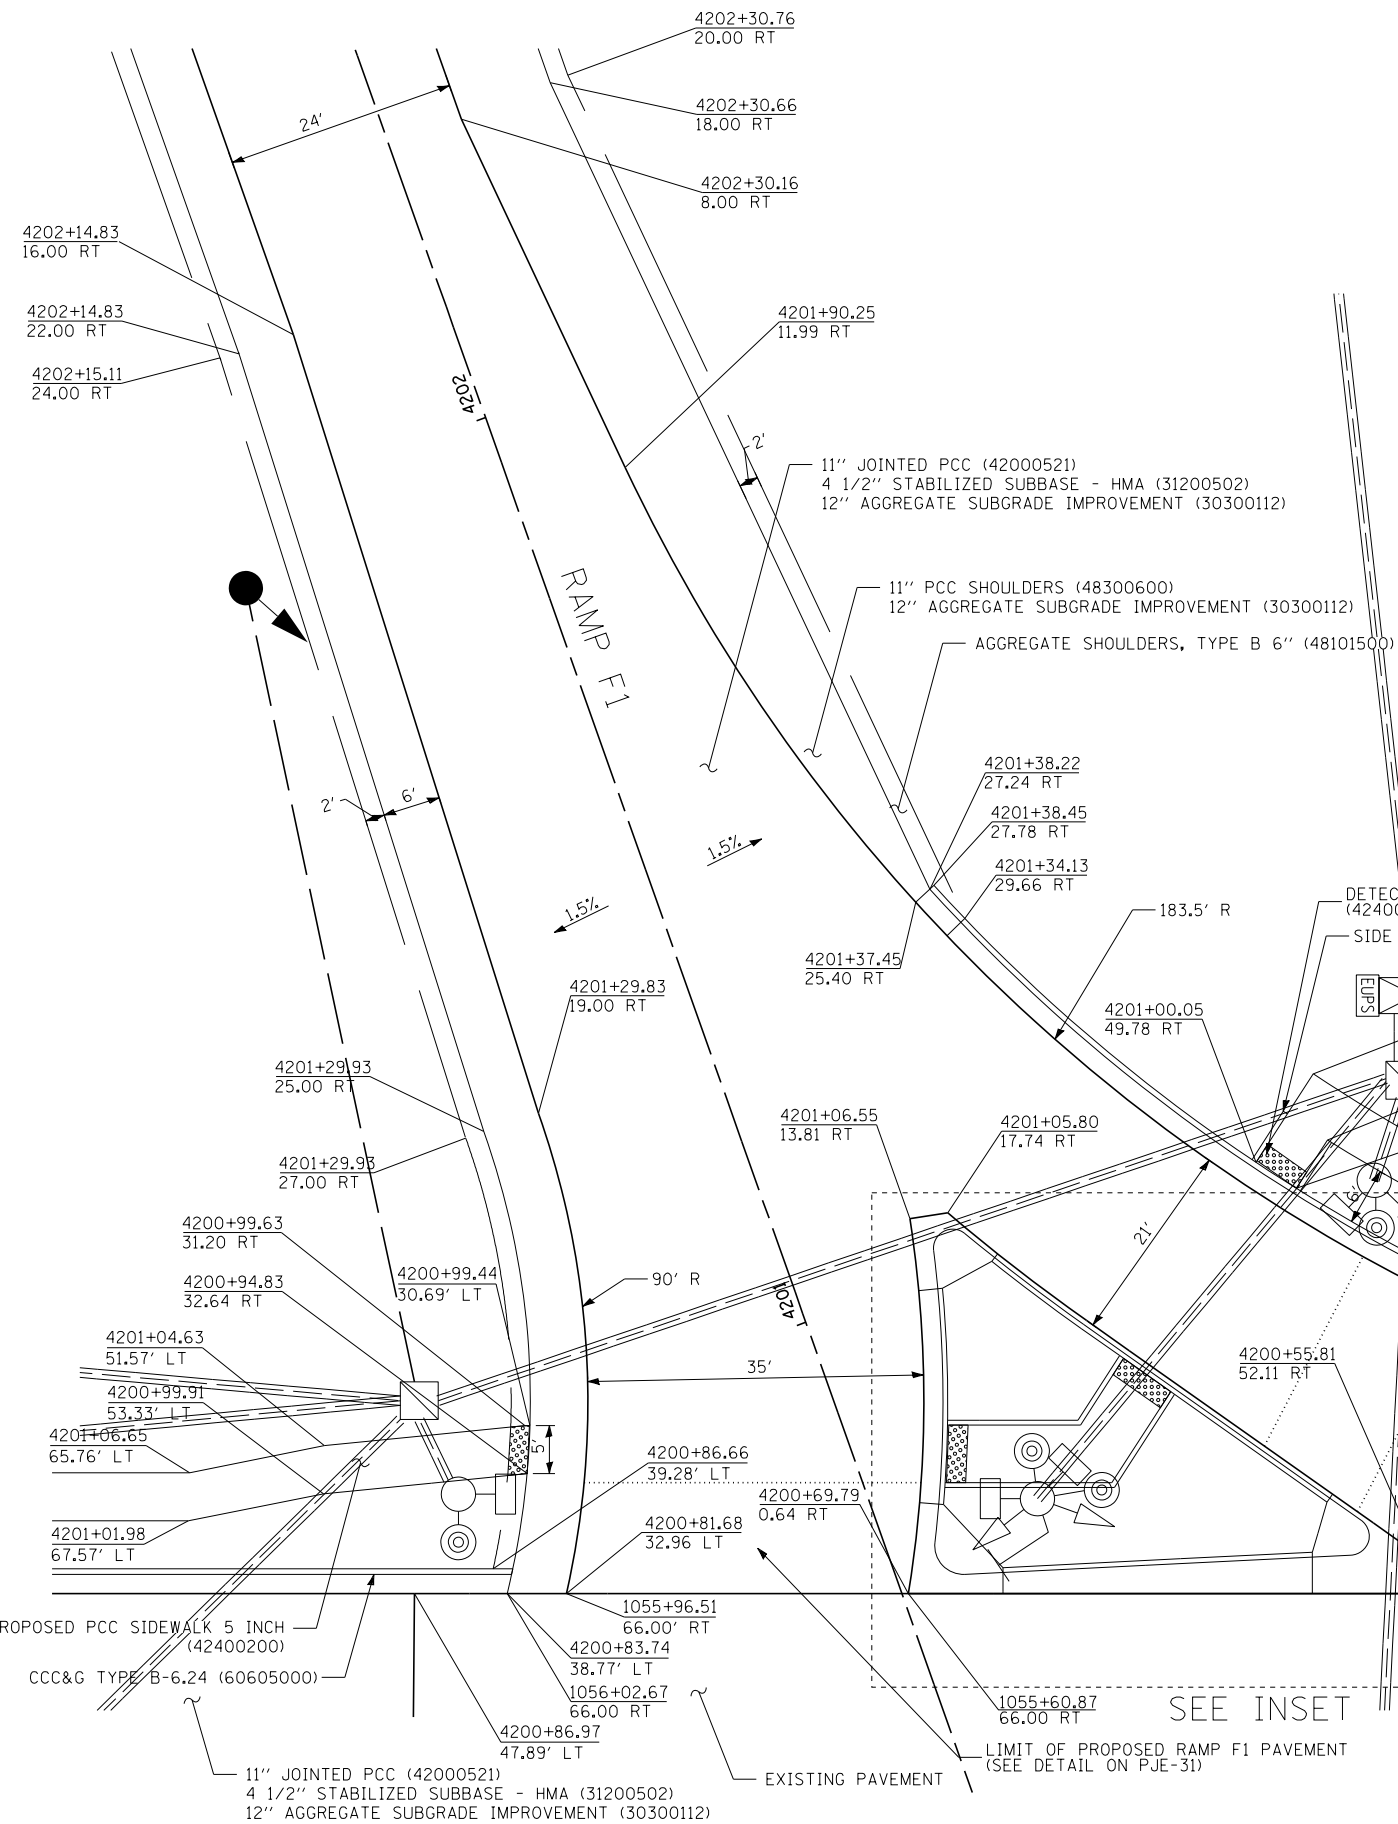 4202+30.76
20.00 RT
4202+30.66
18.00 RT
24'
4202+30.16
8.00 RT
4202+14.83
16.00 RT
4202+14.83
22.00 RT
4202+15.11
24.00 RT
4201+90.25
11.99 RT
4202
2'
11'' JOINTED PCC (42000521)
4 1/2'' STABILIZED SUBBASE - HMA (31200502)
12'' AGGREGATE SUBGRADE IMPROVEMENT (30300112)
RAMP F1
11'' PCC SHOULDERS (48300600)
12'' AGGREGATE SUBGRADE IMPROVEMENT (30300112)
AGGREGATE SHOULDERS, TYPE B 6'' (48101500)
4201+38.22
27.24 RT
2'
6'
4201+38.45
27.78 RT
1.5%
4201+34.13
29.66 RT
1.5%
183.5' R
DETEC
(42400
SIDE
4201+37.45
25.40 RT
4201+29.83
19.00 RT
EUPS
4201+00.05
49.78 RT
4201+29.93
25.00 RT
4201+06.55
13.81 RT
4201+05.80
17.74 RT
4201+29.93
27.00 RT
6'
4200+99.63
31.20 RT
21'
4200+99.44
30.69' LT
90' R
4200+94.83
32.64 RT
4201
4201+04.63
51.57' LT
35'
4200+55.81
52.11 RT
4200+99.91
53.33' LT
4201+06.65
65.76' LT
5'
4200+86.66
39.28' LT
4200+69.79
0.64 RT
4201+01.98
67.57' LT
4200+81.68
32.96 LT
ROPOSED PCC SIDEWALK 5 INCH
(42400200)
1055+96.51
66.00' RT
4200+83.74
38.77' LT
CCC&G TYPE B-6.24 (60605000)
1056+02.67
66.00 RT
1055+60.87
66.00 RT
SEE INSET
4200+86.97
47.89' LT
LIMIT OF PROPOSED RAMP F1 PAVEMENT
(SEE DETAIL ON PJE-31)
EXISTING PAVEMENT
11'' JOINTED PCC (42000521)
4 1/2'' STABILIZED SUBBASE - HMA (31200502)
12'' AGGREGATE SUBGRADE IMPROVEMENT (30300112)